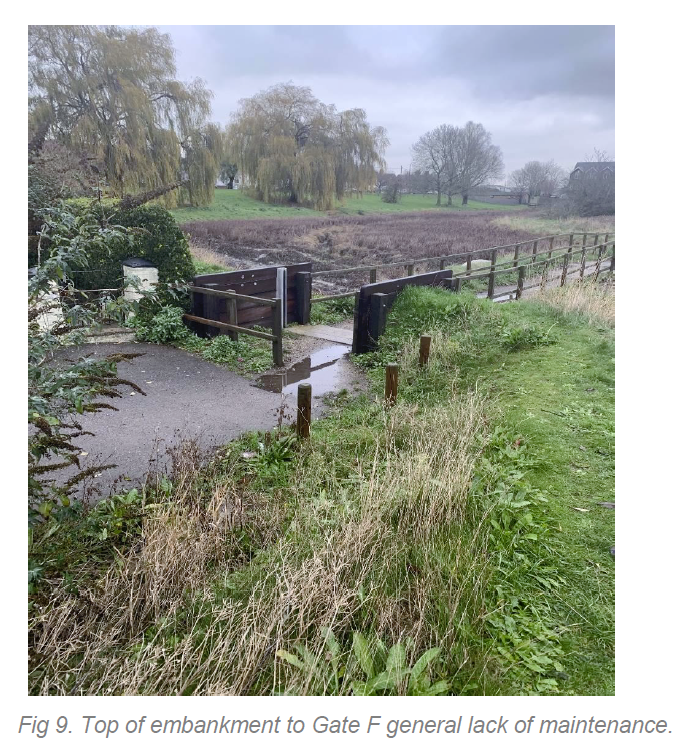 Fig 9. Top of embankment to Gate F general lack of maintenance.